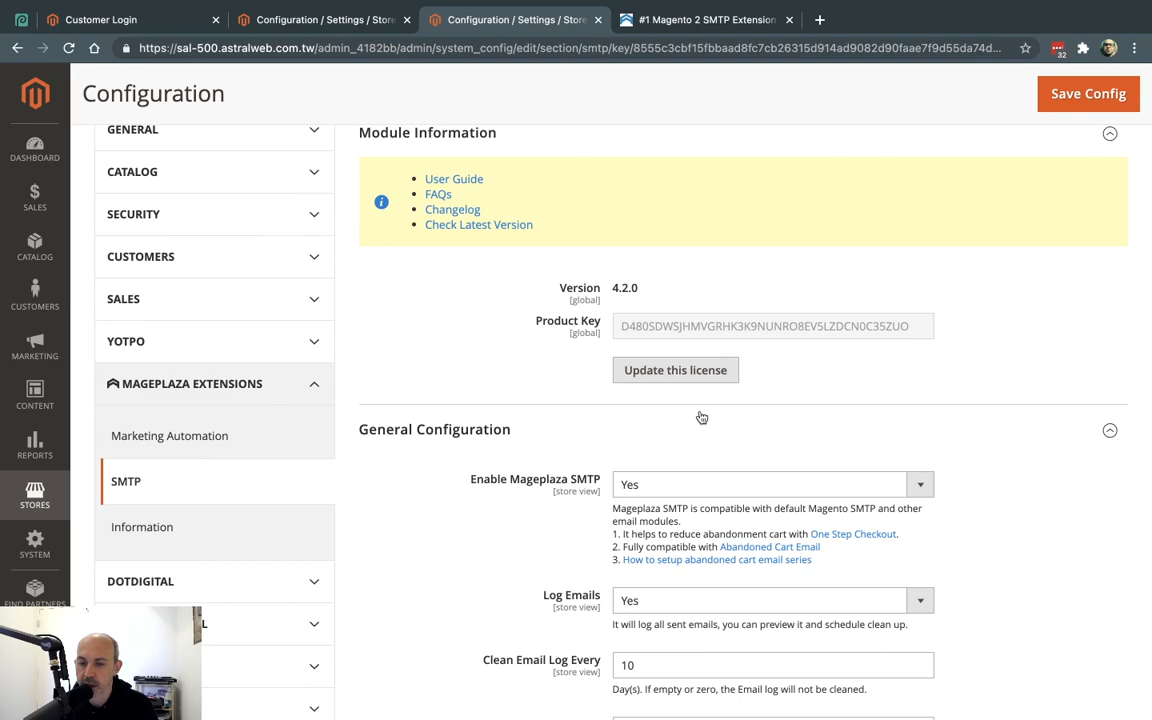 Customer Login
Configuration / Settings / Store
Configuration / Settings / Store
#1 Magento 2 SMTP Extension
https://sal-500.astralweb.com.tw/admin_4182bb/admin/system_config/edit/section/smtp/key/8555c3cbf15fbbaad8fc7cb26315d914ad9082d90faae7f9d55da74d...
32
Configuration
Save Config
DASHBOARD
SALES
CATALOG
CUSTOMERS
MARKETING
CONTENT
REPORTS
STORES
SYSTEM
FIND PARTNERS
GENERAL
CATALOG
SECURITY
CUSTOMERS
SALES
YOTPO
MAGEPLAZA EXTENSIONS
Marketing Automation
SMTP
Information
DOTDIGITAL
L
Module Information
User Guide
FAQs
Changelog
Check Latest Version
Version 4.2.0
[global]
Product Key D480SDWSJHMVGRHK3K9NUNRO8EV5LZDCN0C35ZUO
[global]
Update this license
General Configuration
Enable Mageplaza SMTP Yes
[store view]
Mageplaza SMTP is compatible with default Magento SMTP and other
email modules.
1. It helps to reduce abandonment cart with One Step Checkout.
2. Fully compatible with Abandoned Cart Email
3. How to setup abandoned cart email series
Log Emails Yes
[store view]
It will log all sent emails, you can preview it and schedule clean up.
Clean Email Log Every 10
[store view]
Day(s). If empty or zero, the Email log will not be cleaned.